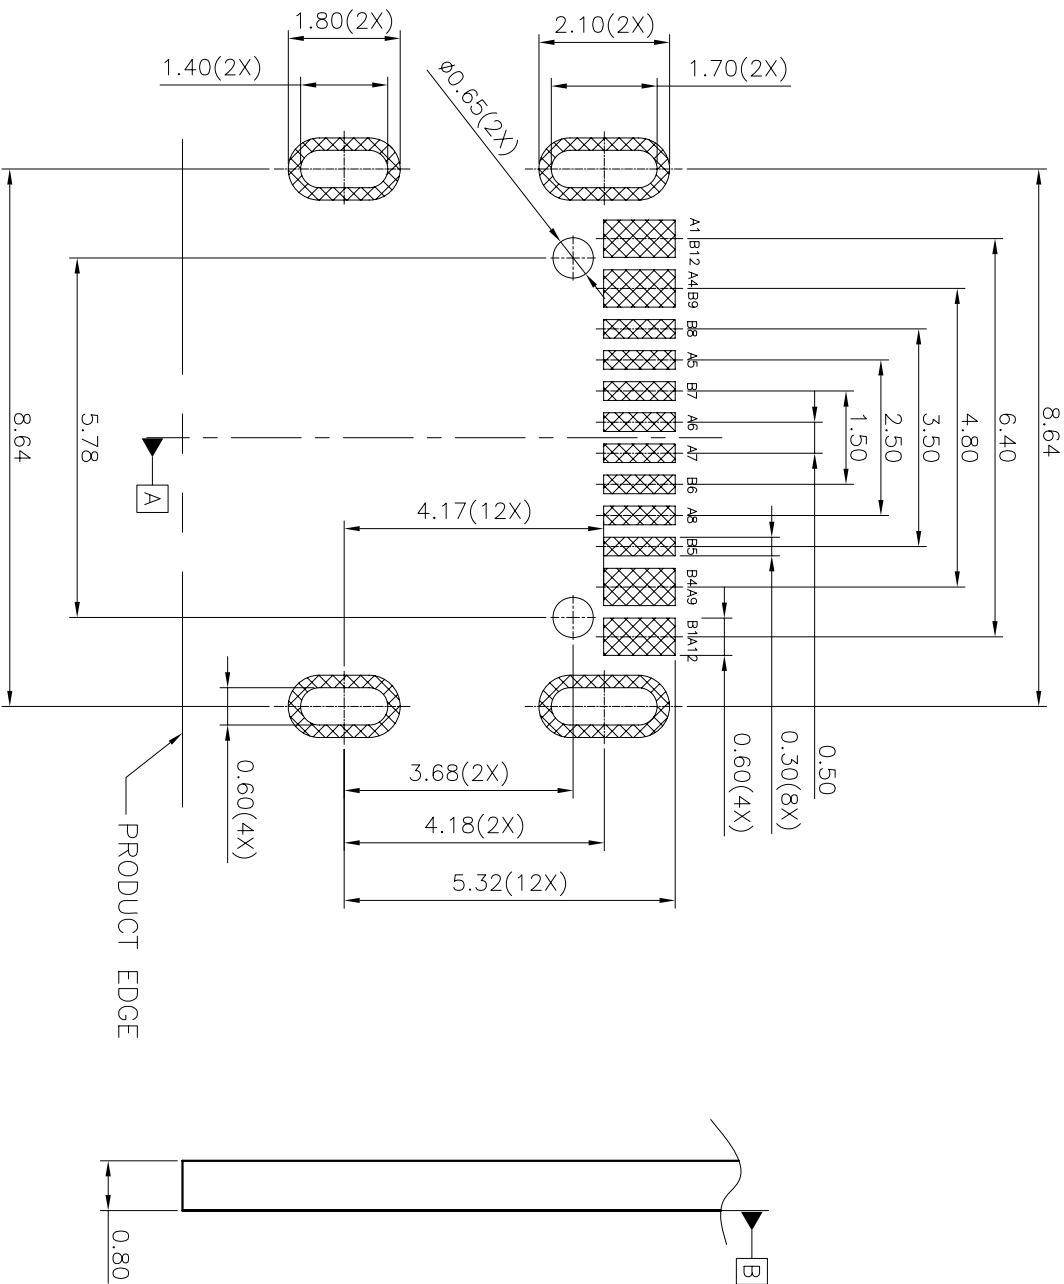 1.80(2X)
2.10(2X)
1.40(2X)
1.70(2X)
ø0.65(2X)
A1 B12
A4B9
B8
A5
B7
A6
A7
B6
A8
B5
B4A9
B1A12
8.64
6.40
4.80
3.50
2.50
1.50
0.50
0.30(8X)
0.60(4X)
8.64
5.78
A
4.17(12X)
3.68(2X)
4.18(2X)
5.32(12X)
0.60(4X)
PRODUCT EDGE
0.80
B